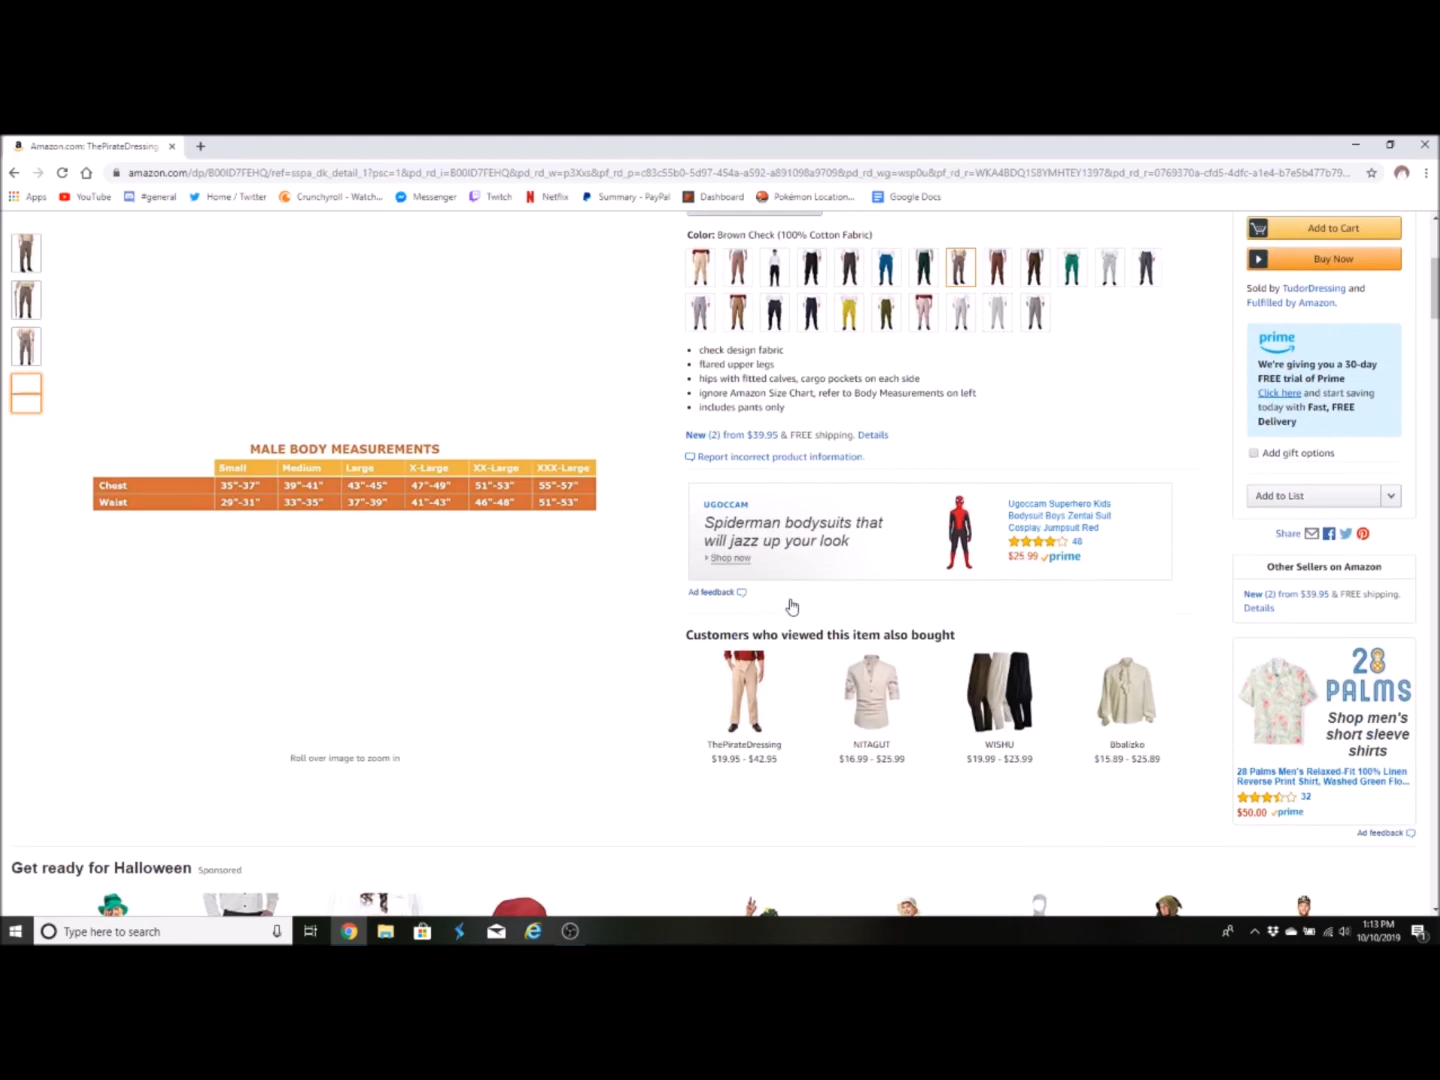 Amazon.com: ThePirateDressing
amazon.com/dp/B00ID7FEHQ/ref=sspa_dk_detail_1?psc=1&pd_rd_i=B00ID7FEHQ&pd_rd_w=p3Xxs&pf_rd_p=c83c55b0-5d97-454a-a592-a891098a9709&pd_rd_wg=wsp0u&pf_rd_r=WKA4BDQ1S8YMHTEY1397&pd_rd_r=0769370a-cfd5-4dfc-a1e4-b7e5b477b79...
Apps YouTube #general Home / Twitter Crunchyroll - Watch... Messenger Twitch Netflix Summary - PayPal Dashboard Pokémon Location... Google Docs
Color: Brown Check (100% Cotton Fabric)
check design fabric
flared upper legs
hips with fitted calves, cargo pockets on each side
ignore Amazon Size Chart, refer to Body Measurements on left
includes pants only
New (2) from $39.95 & FREE shipping. Details
Report incorrect product information.
MALE BODY MEASUREMENTS
Small Medium Large X-Large XX-Large XXX-Large
Chest 35"-37" 39"-41" 43"-45" 47"-49" 51"-53" 55"-57"
Waist 29"-31" 33"-35" 37"-39" 41"-43" 46"-48" 51"-53"
Roll over image to zoom in
UGOCCAM
Spiderman bodysuits that
will jazz up your look
Shop now
Ugoccam Superhero Kids
Bodysuit Boys Zentai Suit
Cosplay Jumpsuit Red
48
$25.99 prime
Ad feedback
Customers who viewed this item also bought
ThePirateDressing
$19.95 - $42.95
NITAGUT
$16.99 - $25.99
WISHU
$19.99 - $23.99
Bbalizko
$15.89 - $25.89
Add to Cart
Buy Now
Sold by TudorDressing and
Fulfilled by Amazon.
prime
We're giving you a 30-day
FREE trial of Prime
Click here and start saving
today with Fast, FREE
Delivery
Add gift options
Add to List
Share
Other Sellers on Amazon
New (2) from $39.95 & FREE shipping.
Details
28
PALMS
Shop men's
short sleeve
shirts
28 Palms Men's Relaxed-Fit 100% Linen
Reverse Print Shirt, Washed Green Flo...
32
$50.00 prime
Ad feedback
Get ready for Halloween Sponsored
Type here to search
1:13 PM
10/10/2019